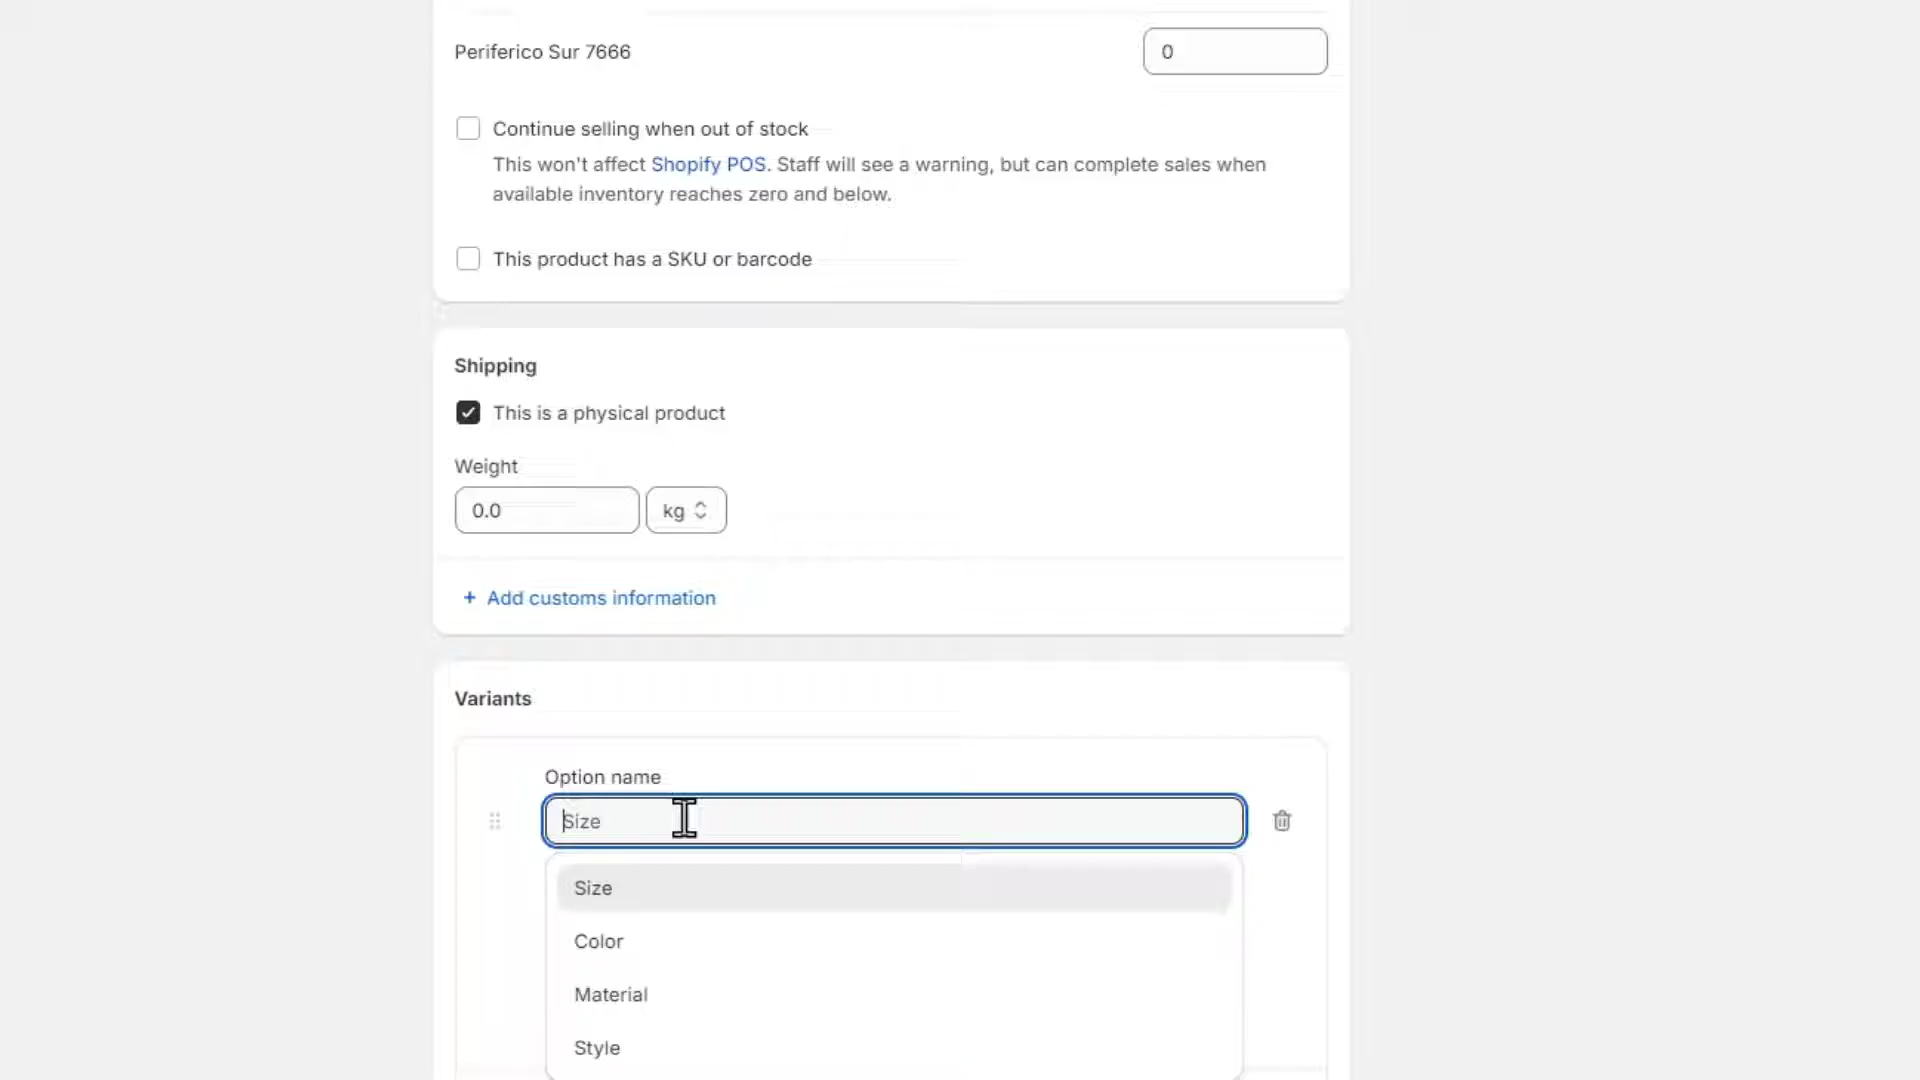 Periferico Sur 7666
0
Continue selling when out of stock
This won't affect Shopify POS. Staff will see a warning, but can complete sales when
available inventory reaches zero and below.
This product has a SKU or barcode
Shipping
This is a physical product
Weight
0.0
kg
+ Add customs information
Variants
Option name
Size
Size
Color
Material
Style